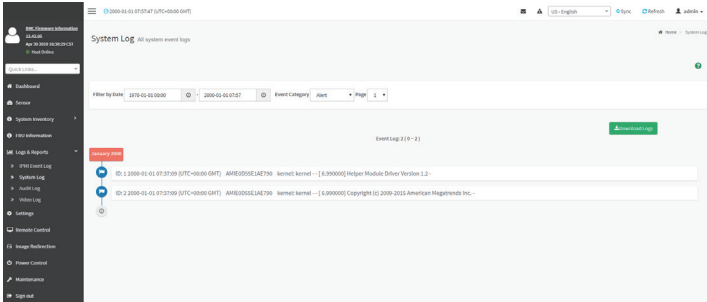 2000-01-01 07:57:47 (UTC+00:00 GMT)
US - English
Sync
Refresh
admin
BMC Firmware Information
Host Online
Quick Links...
Dashboard
Sensor
System Inventory
FRU Information
Logs & Reports
IPMI Event Log
System Log
Audit Log
Video Log
Settings
Remote Control
Image Redirection
Power Control
Maintenance
Sign out
System Log All system event logs
Home > System Log
Filter by Date 1970-01-01 00:00 - 2000-01-01 07:57 Event Category Alert Page 1
Download Logs
Event Log: 2 ( 0 - 2 )
January 2000
ID: 1 2000-01-01 07:37:09 (UTC+00:00 GMT) kernel: kernel - - [ 6.990000] Helper Module Driver Version 1.2 -
ID: 2 2000-01-01 07:37:09 (UTC+00:00 GMT) kernel: kernel - - [ 6.990000] Copyright (c) 2009-2015 American Megatrends Inc. -